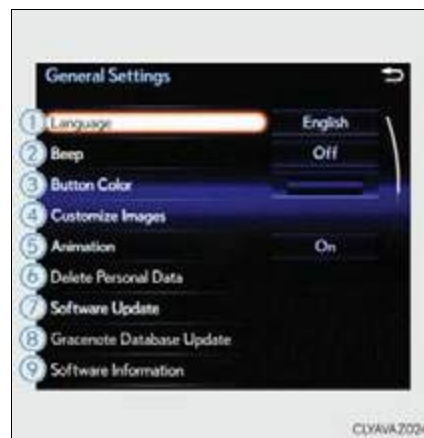 General Settings
1 Language English
2 Beep Off
3 Button Color
4 Customize Images
5 Animation On
6 Delete Personal Data
7 Software Update
8 Gracenote Database Update
9 Software Information
CLYAVAZ024